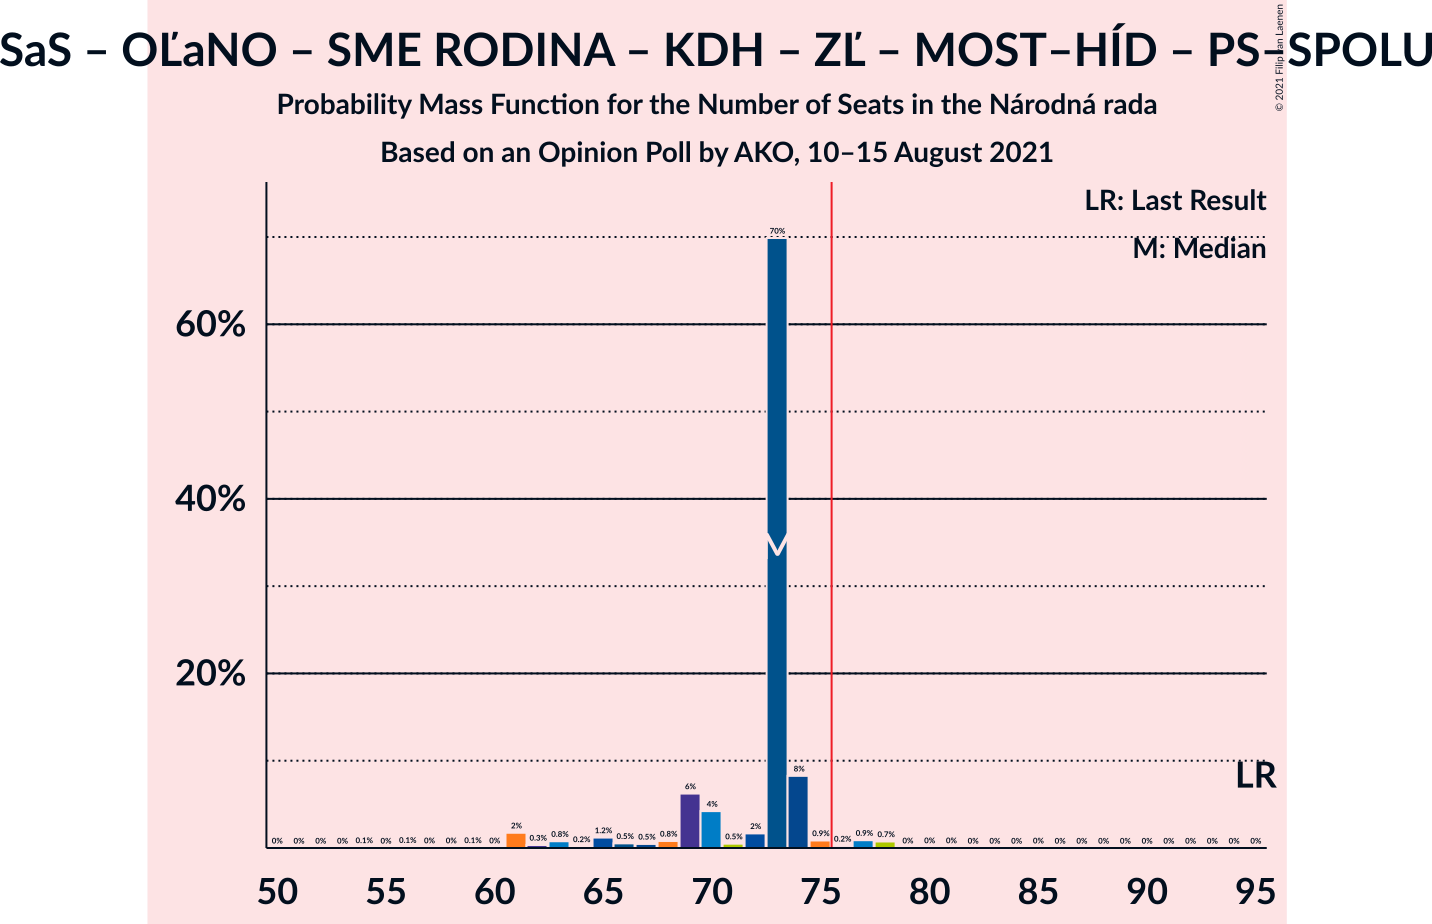 SaS – OĽaNO – SME RODINA – KDH – ZĽ – MOST–HÍD – PS–SPOLU
© 2021 Filip van Laenen
Probability Mass Function for the Number of Seats in the Národná rada
Based on an Opinion Poll by AKO, 10–15 August 2021
LR: Last Result
M: Median
70%
60%
40%
20%
LR
0% 0% 0% 0% 0.1% 0% 0.1% 0% 0% 0.1% 0% 2% 0.3% 0.8% 0.2% 1.2% 0.5% 0.5% 0.8% 6% 4% 0.5% 2% 8% 0.9% 0.2% 0.9% 0.7% 0% 0% 0% 0% 0% 0% 0% 0% 0% 0% 0% 0% 0% 0% 0% 0% 0%
50 55 60 65 70 75 80 85 90 95